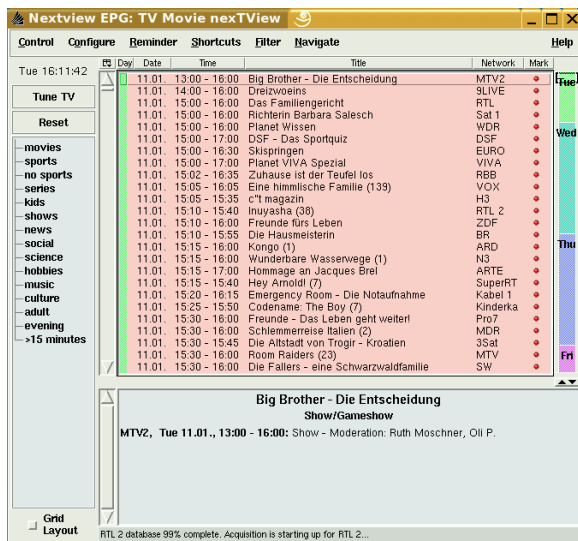 Nextview EPG: TV Movie nexTView
Control Configure Reminder Shortcuts Filter Navigate Help
Tue 16:11:42
Tune TV
Reset
movies
sports
no sports
series
kids
shows
news
social
science
hobbies
music
culture
adult
evening
>15 minutes
Grid
Layout
Day Date Time Title Network Mark
11.01. 13:00 - 16:00 Big Brother - Die Entscheidung MTV2
11.01. 14:00 - 16:00 Dreizwoeins 9LIVE
11.01. 15:00 - 16:00 Das Familiengericht RTL
11.01. 15:00 - 16:00 Richterin Barbara Salesch Sat 1
11.01. 15:00 - 16:00 Planet Wissen WDR
11.01. 15:00 - 17:00 DSF - Das Sportquiz DSF
11.01. 15:00 - 16:30 Skispringen EURO
11.01. 15:00 - 17:00 Planet VIVA Spezial VIVA
11.01. 15:02 - 16:35 Zuhause ist der Teufel los RBB
11.01. 15:05 - 16:05 Eine himmlische Familie (139) VOX
11.01. 15:05 - 15:35 c"t magazin H3
11.01. 15:10 - 15:40 Inuyasha (38) RTL 2
11.01. 15:10 - 16:00 Freunde fürs Leben ZDF
11.01. 15:10 - 15:55 Die Hausmeisterin BR
11.01. 15:15 - 16:00 Kongo (1) ARD
11.01. 15:15 - 16:00 Wunderbare Wasserwege (1) N3
11.01. 15:15 - 17:00 Hommage an Jacques Brel ARTE
11.01. 15:15 - 15:40 Hey Arnold! (7) SuperRT
11.01. 15:20 - 16:15 Emergency Room - Die Notaufnahme Kabel 1
11.01. 15:25 - 15:50 Codename: The Boy (7) Kinderka
11.01. 15:30 - 16:00 Freunde - Das Leben geht weiter! Pro7
11.01. 15:30 - 16:00 Schlemmerreise Italien (2) MDR
11.01. 15:30 - 15:45 Die Altstadt von Trogir - Kroatien 3Sat
11.01. 15:30 - 16:00 Room Raiders (23) MTV
11.01. 15:30 - 16:00 Die Fallers - eine Schwarzwaldfamilie SW
Tue
Wed
Thu
Fri
Big Brother - Die Entscheidung
Show/Gameshow
MTV2, Tue 11.01., 13:00 - 16:00: Show - Moderation: Ruth Moschner, Oli P.
RTL 2 database 99% complete. Acquisition is starting up for RTL 2...